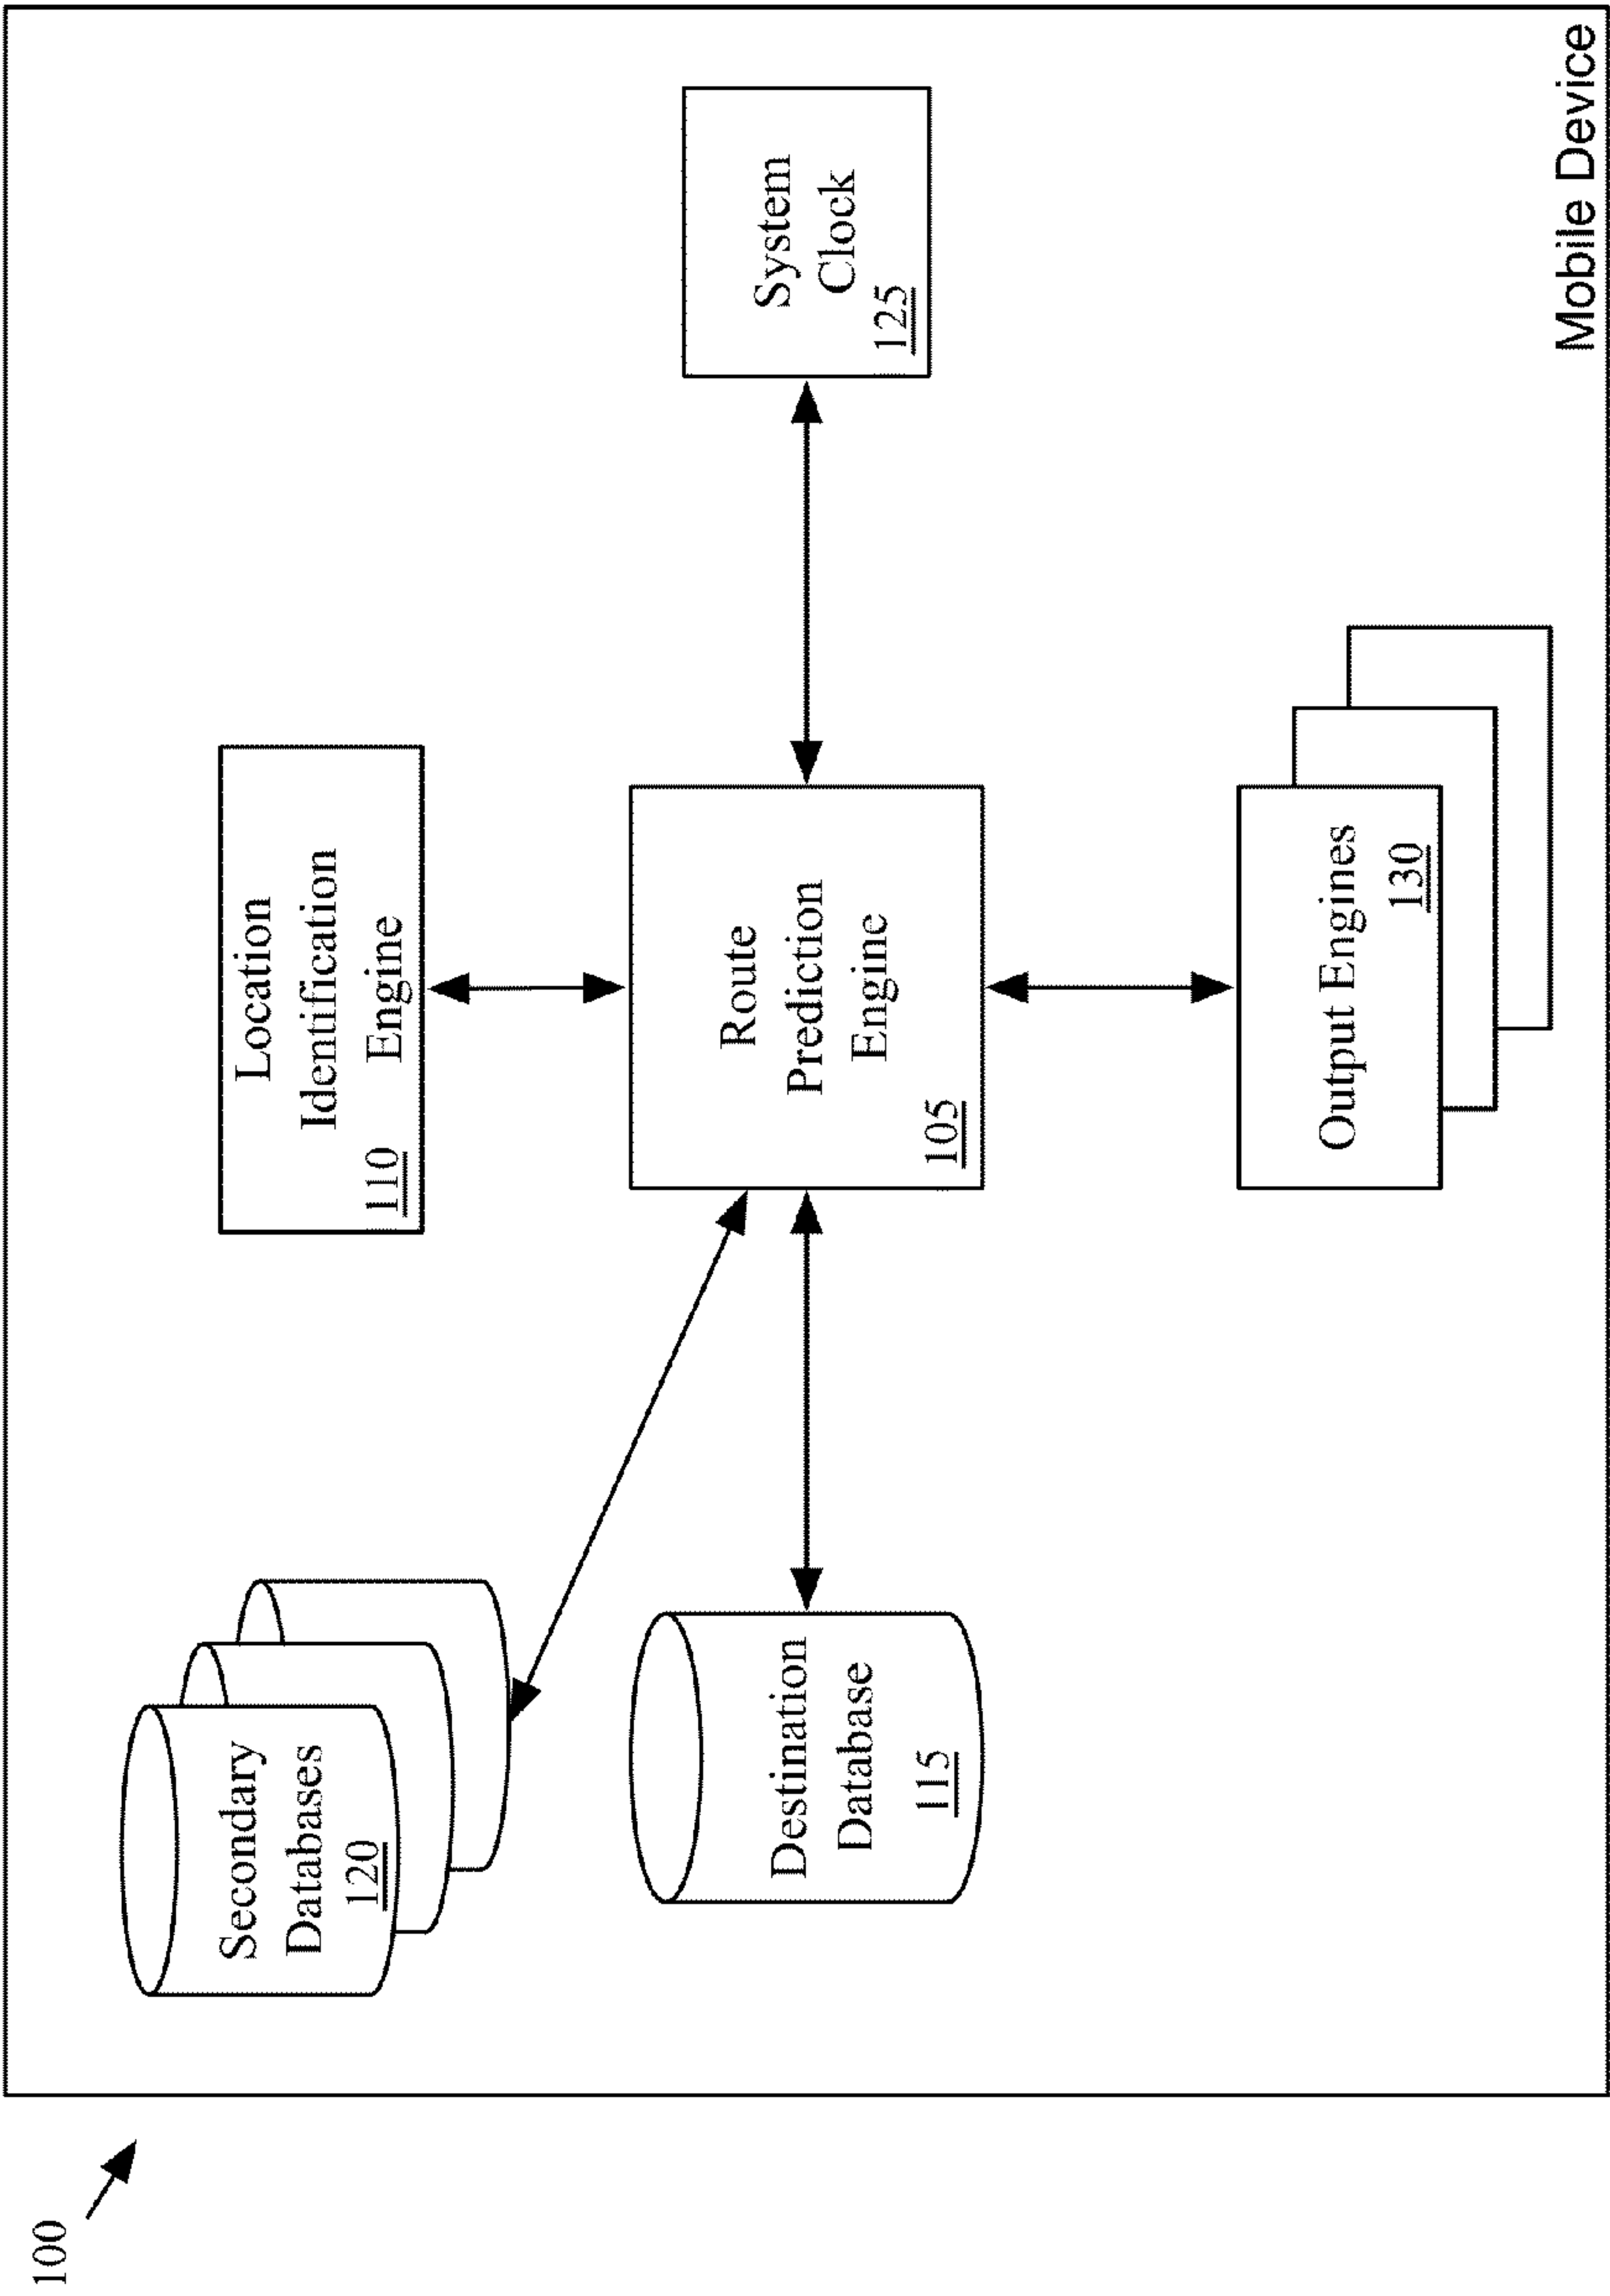 100
Secondary
Databases
120
Location
Identification
110 Engine
Destination
Database
115
Route
Prediction
Engine
105
System
Clock
125
Output Engines
130
Mobile Device